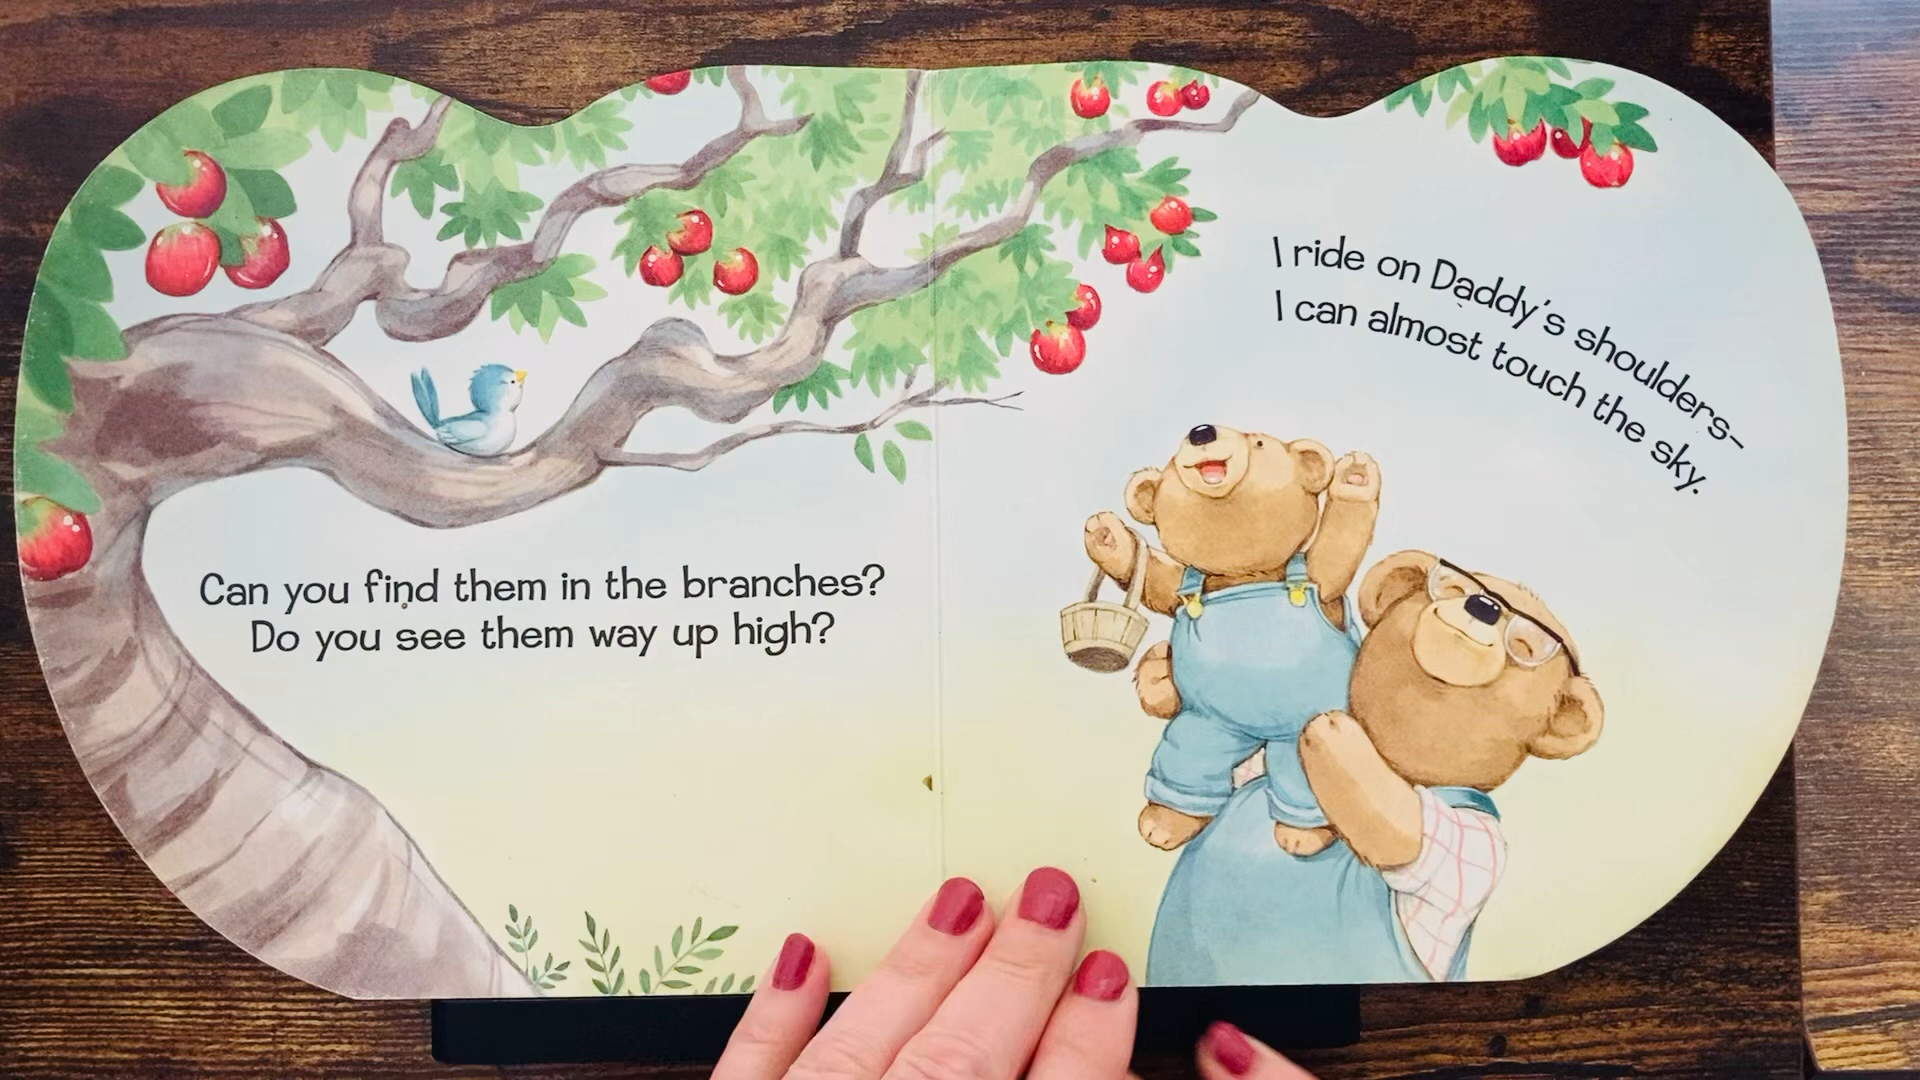 Can you find them in the branches?
Do you see them way up high?
I ride on Daddy's shoulders-
I can almost touch the sky.